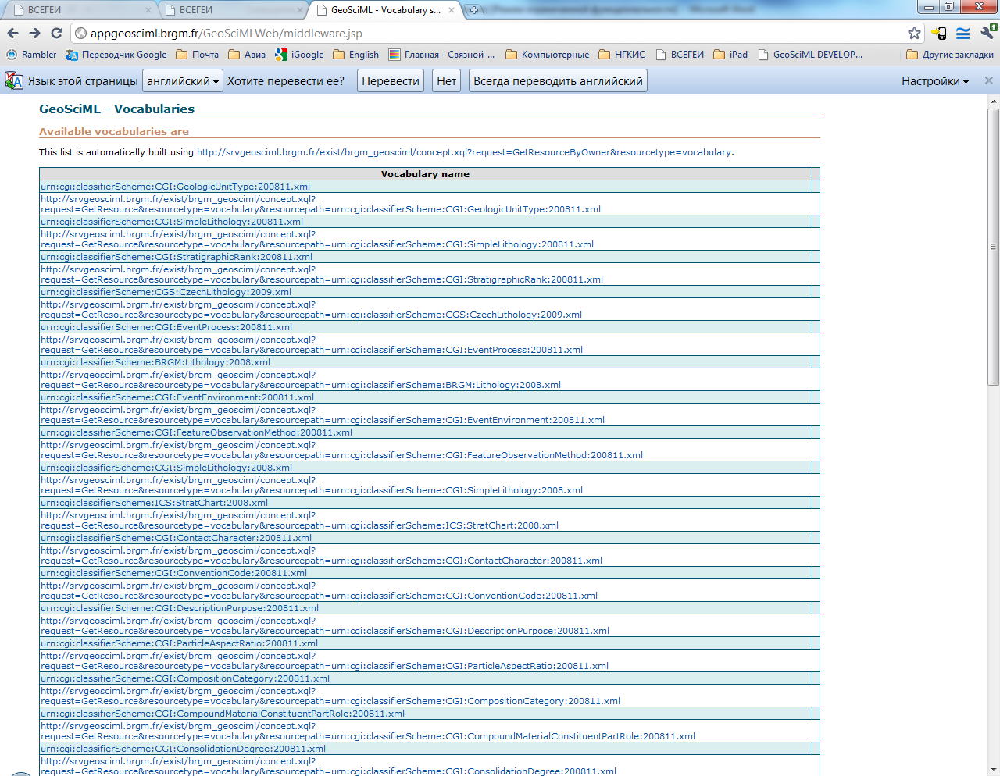 ВСЕГЕИ
ВСЕГЕИ
GeoSciML - Vocabulary s...
appgeosciml.brgm.fr/GeoSciMLWeb/middleware.jsp
Rambler Переводчик Google Почта Авиа iGoogle English Главная - Связной-... Компьютерные НГКИС ВСЕГЕИ iPad GeoSciML DEVELOP... Другие закладки
Язык этой страницы английский Хотите перевести ее? Перевести Нет Всегда переводить английский Настройки
GeoSciML - Vocabularies
Available vocabularies are
This list is automatically built using http://srvgeosciml.brgm.fr/exist/brgm_geosciml/concept.xql?request=GetResourceByOwner&resourcetype=vocabulary.
Vocabulary name
urn:cgi:classifierScheme:CGI:GeologicUnitType:200811.xml
http://srvgeosciml.brgm.fr/exist/brgm_geosciml/concept.xql?
request=GetResource&resourcetype=vocabulary&resourcepath=urn:cgi:classifierScheme:CGI:GeologicUnitType:200811.xml
urn:cgi:classifierScheme:CGI:SimpleLithology:200811.xml
http://srvgeosciml.brgm.fr/exist/brgm_geosciml/concept.xql?
request=GetResource&resourcetype=vocabulary&resourcepath=urn:cgi:classifierScheme:CGI:SimpleLithology:200811.xml
urn:cgi:classifierScheme:CGI:StratigraphicRank:200811.xml
http://srvgeosciml.brgm.fr/exist/brgm_geosciml/concept.xql?
request=GetResource&resourcetype=vocabulary&resourcepath=urn:cgi:classifierScheme:CGI:StratigraphicRank:200811.xml
urn:cgi:classifierScheme:CGS:CzechLithology:2009.xml
http://srvgeosciml.brgm.fr/exist/brgm_geosciml/concept.xql?
request=GetResource&resourcetype=vocabulary&resourcepath=urn:cgi:classifierScheme:CGS:CzechLithology:2009.xml
urn:cgi:classifierScheme:CGI:EventProcess:200811.xml
http://srvgeosciml.brgm.fr/exist/brgm_geosciml/concept.xql?
request=GetResource&resourcetype=vocabulary&resourcepath=urn:cgi:classifierScheme:CGI:EventProcess:200811.xml
urn:cgi:classifierScheme:BRGM:Lithology:2008.xml
http://srvgeosciml.brgm.fr/exist/brgm_geosciml/concept.xql?
request=GetResource&resourcetype=vocabulary&resourcepath=urn:cgi:classifierScheme:BRGM:Lithology:2008.xml
urn:cgi:classifierScheme:CGI:EventEnvironment:200811.xml
http://srvgeosciml.brgm.fr/exist/brgm_geosciml/concept.xql?
request=GetResource&resourcetype=vocabulary&resourcepath=urn:cgi:classifierScheme:CGI:EventEnvironment:200811.xml
urn:cgi:classifierScheme:CGI:FeatureObservationMethod:200811.xml
http://srvgeosciml.brgm.fr/exist/brgm_geosciml/concept.xql?
request=GetResource&resourcetype=vocabulary&resourcepath=urn:cgi:classifierScheme:CGI:FeatureObservationMethod:200811.xml
urn:cgi:classifierScheme:CGI:SimpleLithology:2008.xml
http://srvgeosciml.brgm.fr/exist/brgm_geosciml/concept.xql?
request=GetResource&resourcetype=vocabulary&resourcepath=urn:cgi:classifierScheme:CGI:SimpleLithology:2008.xml
urn:cgi:classifierScheme:ICS:StratChart:2008.xml
http://srvgeosciml.brgm.fr/exist/brgm_geosciml/concept.xql?
request=GetResource&resourcetype=vocabulary&resourcepath=urn:cgi:classifierScheme:ICS:StratChart:2008.xml
urn:cgi:classifierScheme:CGI:ContactCharacter:200811.xml
http://srvgeosciml.brgm.fr/exist/brgm_geosciml/concept.xql?
request=GetResource&resourcetype=vocabulary&resourcepath=urn:cgi:classifierScheme:CGI:ContactCharacter:200811.xml
urn:cgi:classifierScheme:CGI:ConventionCode:200811.xml
http://srvgeosciml.brgm.fr/exist/brgm_geosciml/concept.xql?
request=GetResource&resourcetype=vocabulary&resourcepath=urn:cgi:classifierScheme:CGI:ConventionCode:200811.xml
urn:cgi:classifierScheme:CGI:DescriptionPurpose:200811.xml
http://srvgeosciml.brgm.fr/exist/brgm_geosciml/concept.xql?
request=GetResource&resourcetype=vocabulary&resourcepath=urn:cgi:classifierScheme:CGI:DescriptionPurpose:200811.xml
urn:cgi:classifierScheme:CGI:ParticleAspectRatio:200811.xml
http://srvgeosciml.brgm.fr/exist/brgm_geosciml/concept.xql?
request=GetResource&resourcetype=vocabulary&resourcepath=urn:cgi:classifierScheme:CGI:ParticleAspectRatio:200811.xml
urn:cgi:classifierScheme:CGI:CompositionCategory:200811.xml
http://srvgeosciml.brgm.fr/exist/brgm_geosciml/concept.xql?
request=GetResource&resourcetype=vocabulary&resourcepath=urn:cgi:classifierScheme:CGI:CompositionCategory:200811.xml
urn:cgi:classifierScheme:CGI:CompoundMaterialConstituentPartRole:200811.xml
http://srvgeosciml.brgm.fr/exist/brgm_geosciml/concept.xql?
request=GetResource&resourcetype=vocabulary&resourcepath=urn:cgi:classifierScheme:CGI:CompoundMaterialConstituentPartRole:200811.xml
urn:cgi:classifierScheme:CGI:ConsolidationDegree:200811.xml
http://srvgeosciml.brgm.fr/exist/brgm_geosciml/concept.xql?
request=GetResource&resourcetype=vocabulary&resourcepath=urn:cgi:classifierScheme:CGI:ConsolidationDegree:200811.xml